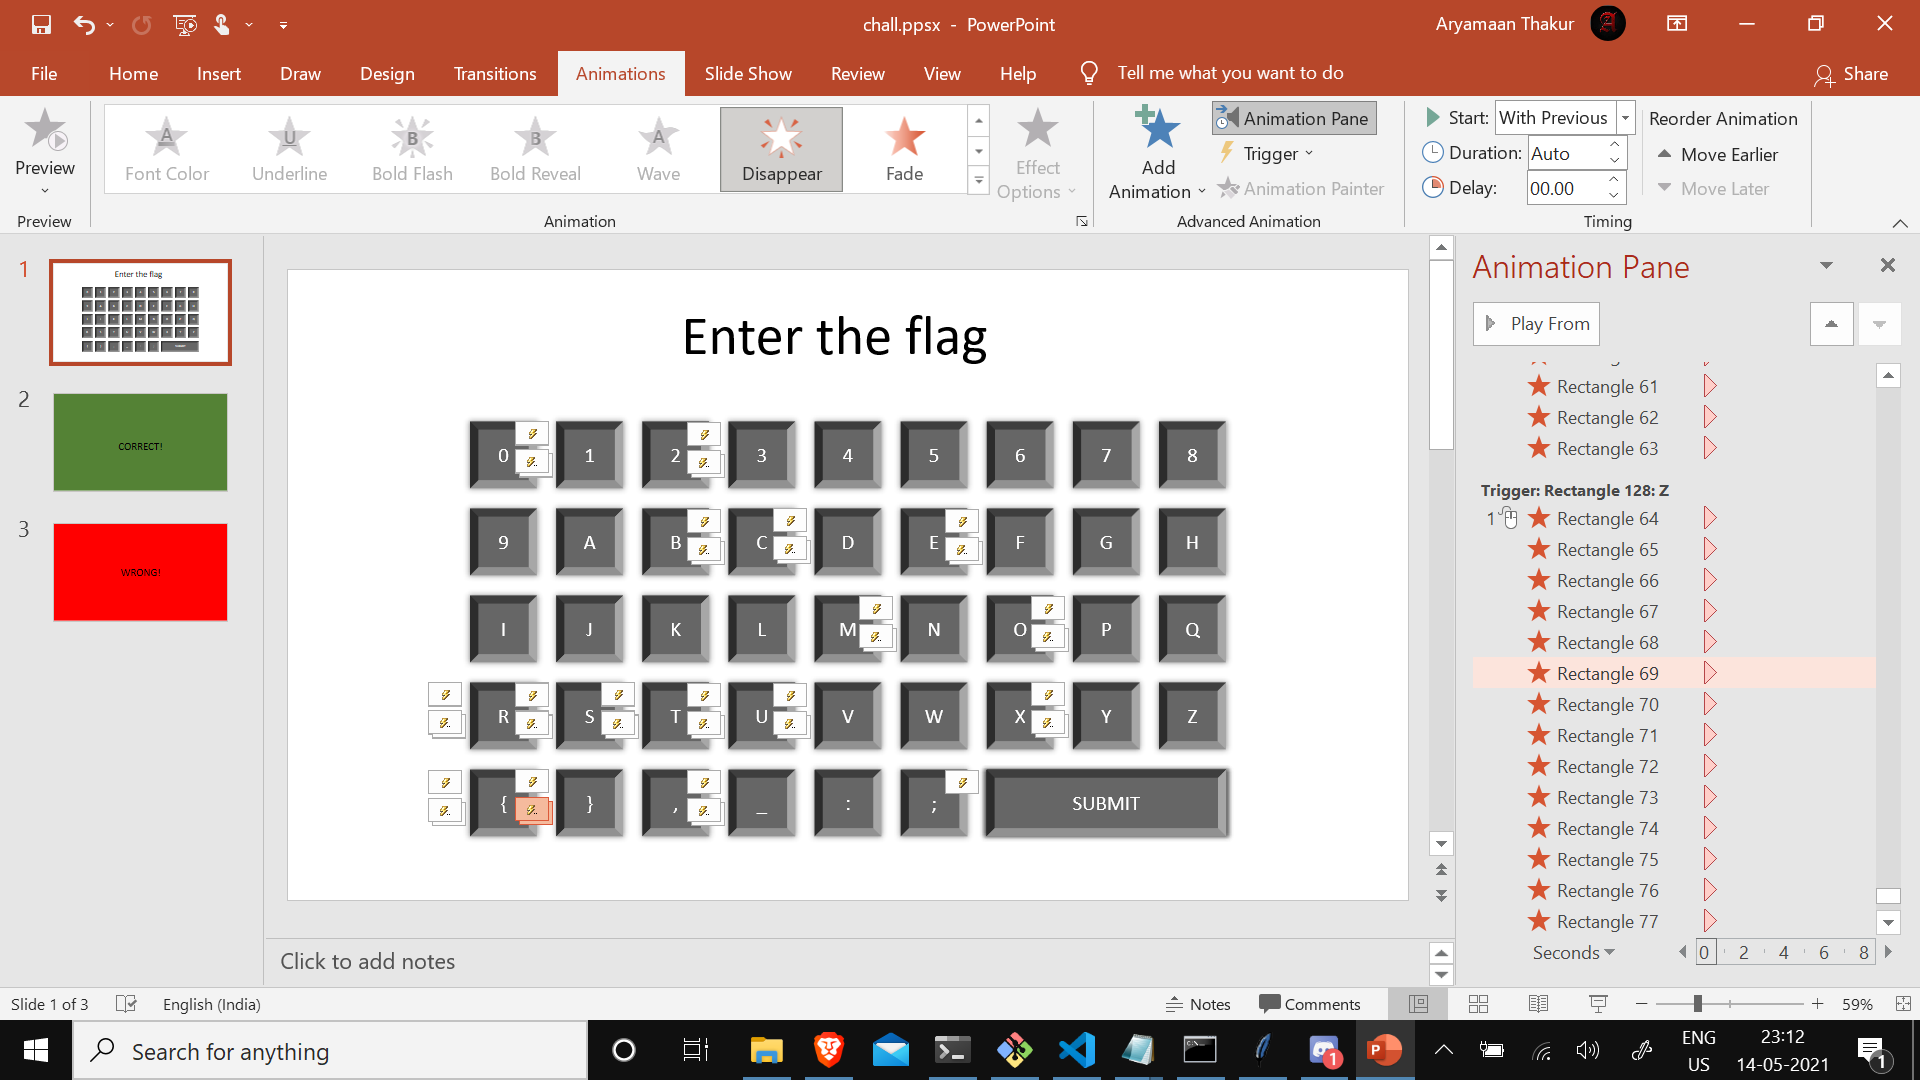 chall.ppsx - PowerPoint
Aryamaan Thakur
File Home Insert Draw Design Transitions Animations Slide Show Review View Help Tell me what you want to do Share
Preview
Preview
Font Color Underline Bold Flash Bold Reveal Wave Disappear Fade
Animation
Effect Options
Add Animation
Animation Pane
Trigger
Animation Painter
Advanced Animation
Start: With Previous
Duration: Auto
Delay: 00.00
Timing
Reorder Animation
Move Earlier
Move Later
1
Enter the flag
2
CORRECT!
3
WRONG!
Enter the flag
0 1 2 3 4 5 6 7 8
9 A B C D E F G H
I J K L M N O P Q
R S T U V W X Y Z
{ } , _ : ; SUBMIT
Click to add notes
Animation Pane
Play From
Rectangle 61
Rectangle 62
Rectangle 63
Trigger: Rectangle 128: Z
1 Rectangle 64
Rectangle 65
Rectangle 66
Rectangle 67
Rectangle 68
Rectangle 69
Rectangle 70
Rectangle 71
Rectangle 72
Rectangle 73
Rectangle 74
Rectangle 75
Rectangle 76
Rectangle 77
Seconds 0 2 4 6 8
Slide 1 of 3 English (India) Notes Comments 59%
Search for anything
1
ENG
US
23:12
14-05-2021
1